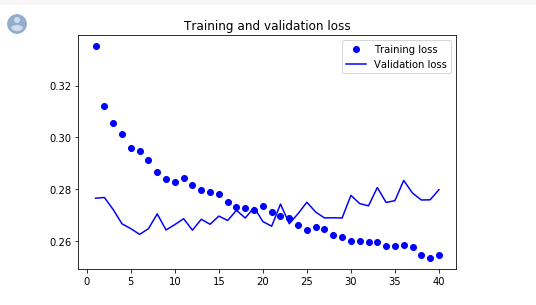 Training and validation loss
Training loss
Validation loss
0.32
0.30
0.28
0.26
0 5 10 15 20 25 30 35 40